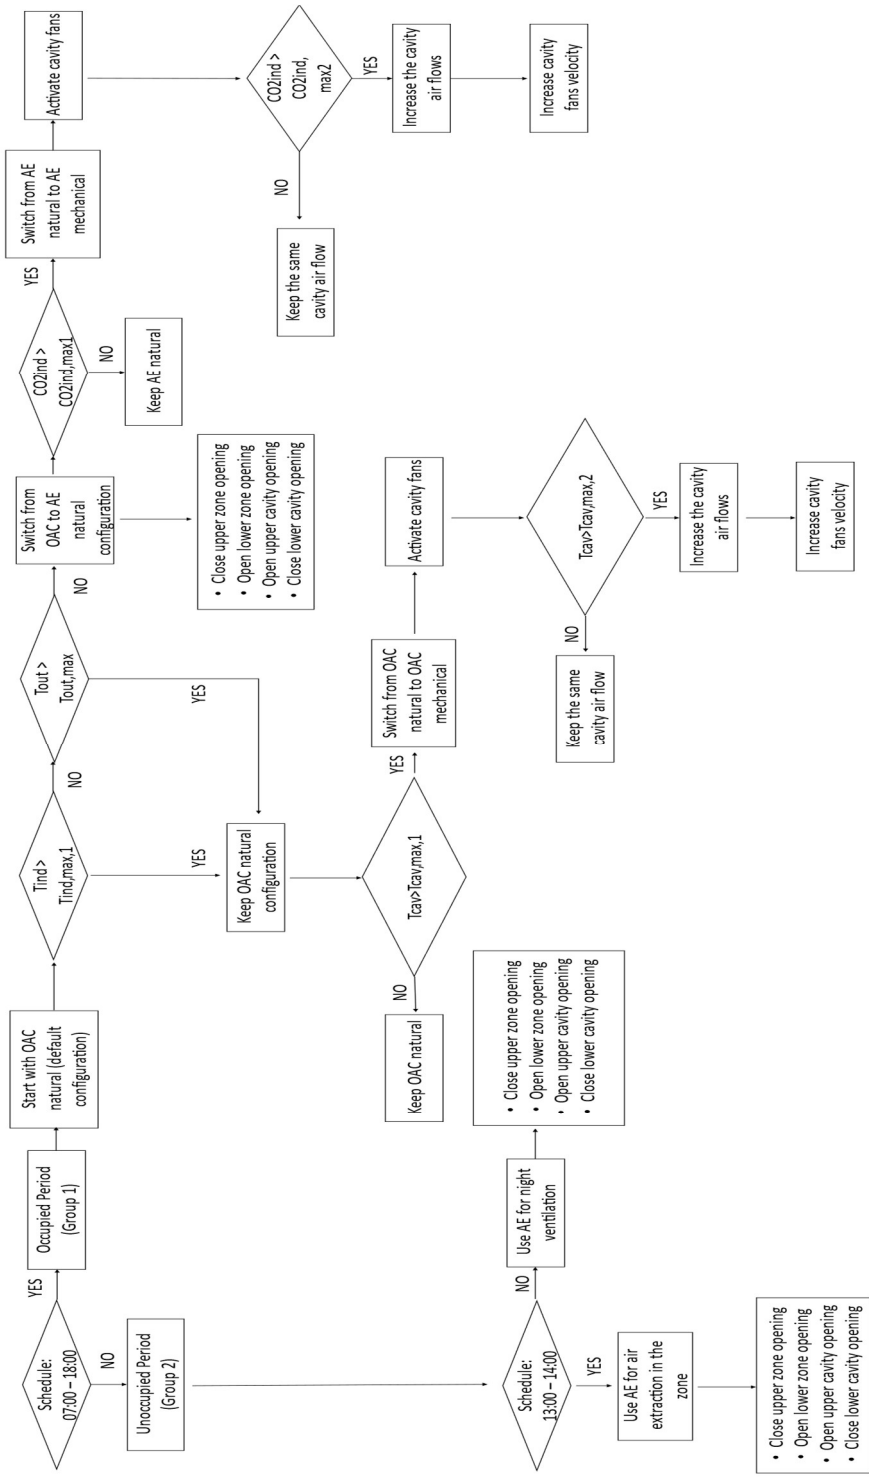 Schedule:
07:00 – 18:00
YES
NO
Occupied Period
(Group 1)
Start with OAC
natural (default
configuration)
Tind >
Tind,max,1
NO
YES
Tout >
Tout,max
NO
YES
Switch from
OAC to AE
natural
configuration
CO2ind >
CO2ind,max1
YES
NO
Switch from AE
natural to AE
mechanical
Activate cavity fans
Unoccupied Period
(Group 2)
Keep AE natural
• Close upper zone opening
• Open lower zone opening
• Open upper cavity opening
• Close lower cavity opening
CO2ind >
CO2ind,
max2
NO
YES
Keep the same
cavity air flow
Increase the cavity
air flows
Increase cavity
fans velocity
Keep OAC natural
configuration
Tcav>Tcav,max,1
NO
YES
Keep OAC natural
Switch from OAC
natural to OAC
mechanical
Activate cavity fans
Tcav>Tcav,max,2
NO
YES
Keep the same
cavity air flow
Increase the cavity
air flows
Increase cavity
fans velocity
Schedule:
13:00 – 14:00
NO
YES
Use AE for night
ventilation
• Close upper zone opening
• Open lower zone opening
• Open upper cavity opening
• Close lower cavity opening
Use AE for air
extraction in the
zone
• Close upper zone opening
• Open lower zone opening
• Open upper cavity opening
• Close lower cavity opening